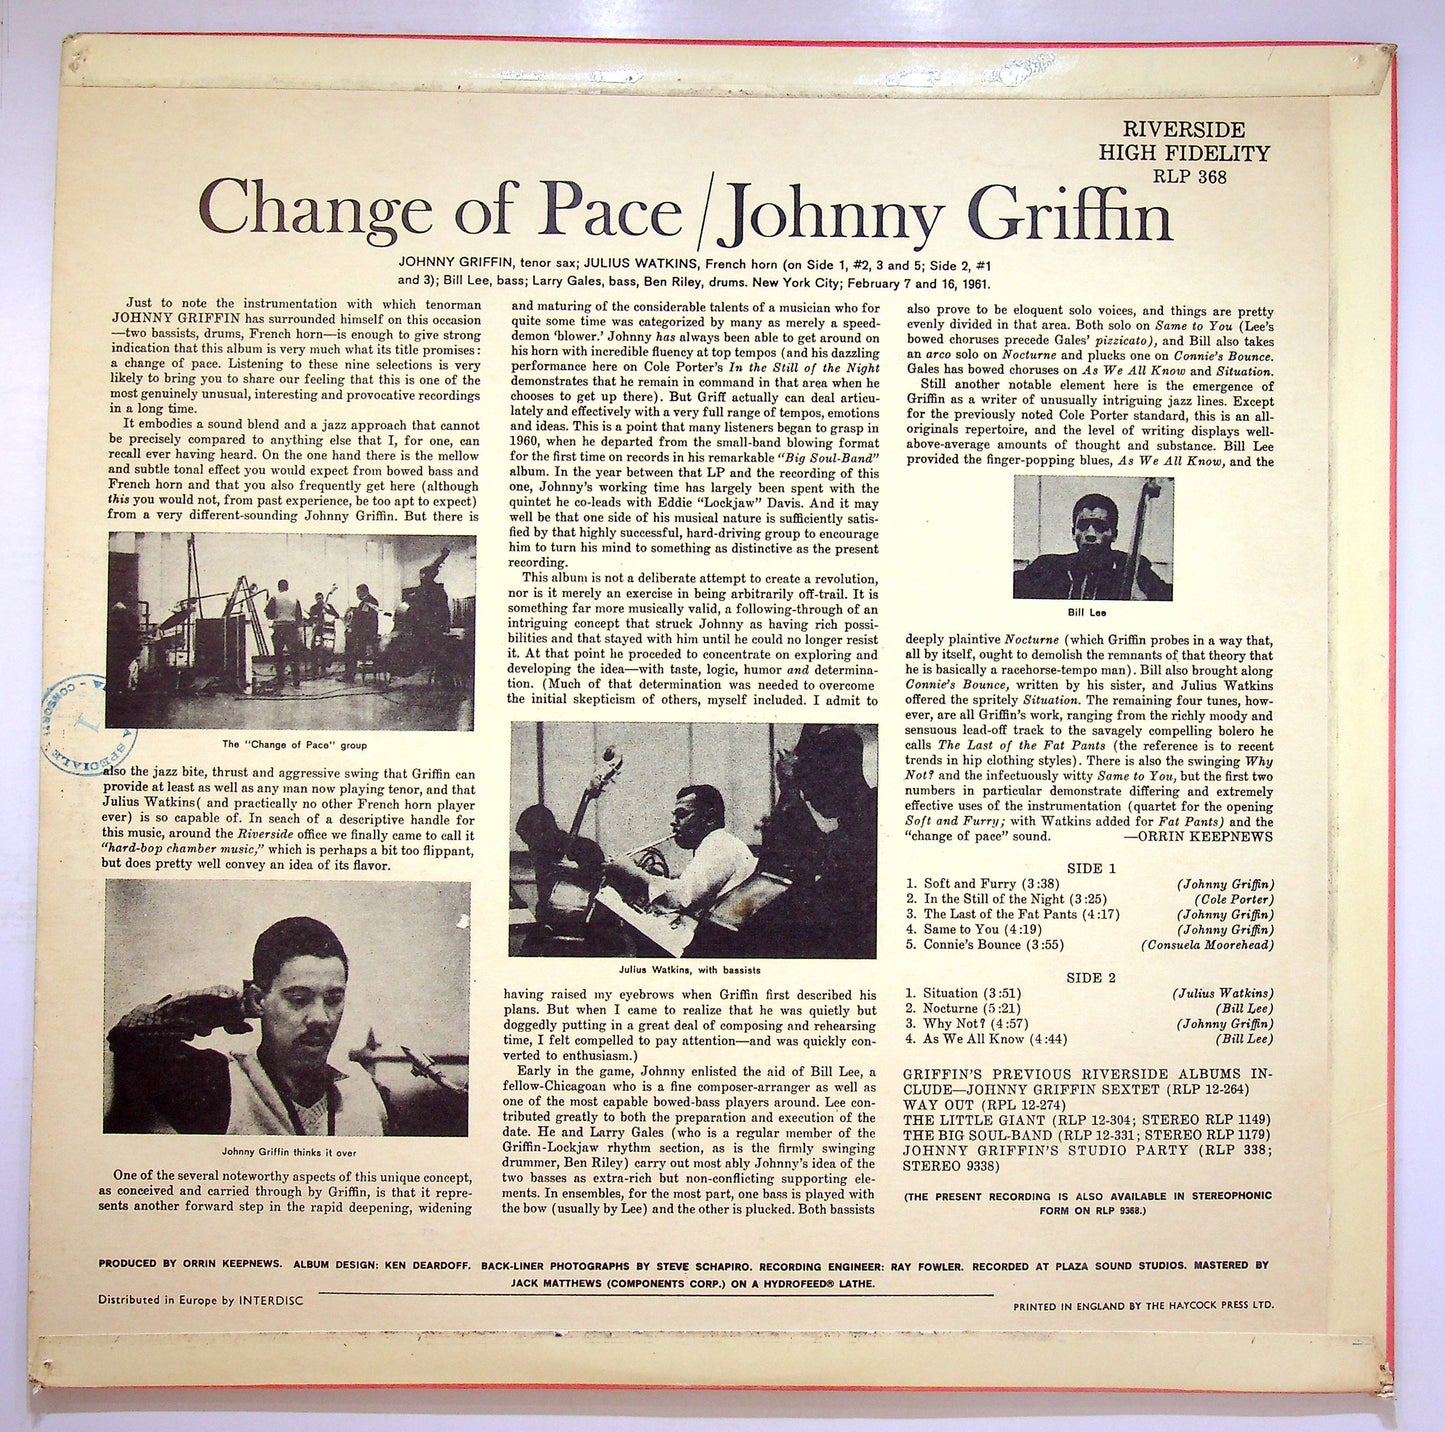 RIVERSIDE
HIGH FIDELITY
RLP 368
Change of Pace/Johnny Griffin
JOHNNY GRIFFIN, tenor sax; JULIUS WATKINS, French horn (on Side 1, #2, 3 and 5; Side 2, #1
and 3); Bill Lee, bass; Larry Gales, bass, Ben Riley, drums. New York City; February 7 and 16, 1961.
Just to note the instrumentation with which tenorman
JOHNNY GRIFFIN has surrounded himself on this occasion
—two bassists, drums, French horn—is enough to give strong
indication that this album is very much what its title promises:
a change of pace. Listening to these nine selections is very
likely to bring you to share our feeling that this is one of the
most genuinely unusual, interesting and provocative recordings
in a long time.
It embodies a sound blend and a jazz approach that cannot
be precisely compared to anything else that I, for one, can
recall ever having heard. On the one hand there is the mellow
and subtle tonal effect you would expect from bowed bass and
French horn and that you also frequently get here (although
this you would not, from past experience, be too apt to expect)
from a very different-sounding Johnny Griffin. But there is
The "Change of Pace" group
also the jazz bite, thrust and aggressive swing that Griffin can
provide at least as well as any man now playing tenor, and that
Julius Watkins( and practically no other French horn player
ever) is so capable of. In seach of a descriptive handle for
this music, around the Riverside office we finally came to call it
“hard-bop chamber music,” which is perhaps a bit too flippant,
but does pretty well convey an idea of its flavor.
Johnny Griffin thinks it over
One of the several noteworthy aspects of this unique concept,
as conceived and carried through by Griffin, is that it repre-
sents another forward step in the rapid deepening, widening
and maturing of the considerable talents of a musician who for
quite some time was categorized by many as merely a speed-
demon ‘blower.’ Johnny has always been able to get around on
his horn with incredible fluency at top tempos (and his dazzling
performance here on Cole Porter’s In the Still of the Night
demonstrates that he remain in command in that area when he
chooses to get up there). But Griff actually can deal articu-
lately and effectively with a very full range of tempos, emotions
and ideas. This is a point that many listeners began to grasp in
1960, when he departed from the small-band blowing format
for the first time on records in his remarkable “Big Soul-Band”
album. In the year between that LP and the recording of this
one, Johnny’s working time has largely been spent with the
quintet he co-leads with Eddie “Lockjaw” Davis. And it may
well be that one side of his musical nature is sufficiently satis-
fied by that highly successful, hard-driving group to encourage
him to turn his mind to something as distinctive as the present
recording.
This album is not a deliberate attempt to create a revolution,
nor is it merely an exercise in being arbitrarily off-trail. It is
something far more musically valid, a following-through of an
intriguing concept that struck Johnny as having rich possi-
bilities and that stayed with him until he could no longer resist
it. At that point he proceded to concentrate on exploring and
developing the idea—with taste, logic, humor and determina-
tion. (Much of that determination was needed to overcome
the initial skepticism of others, myself included. I admit to
Julius Watkins, with bassists
having raised my eyebrows when Griffin first described his
plans. But when I came to realize that he was quietly but
doggedly putting in a great deal of composing and rehearsing
time, I felt compelled to pay attention—and was quickly con-
verted to enthusiasm.)
Early in the game, Johnny enlisted the aid of Bill Lee, a
fellow-Chicagoan who is a fine composer-arranger as well as
one of the most capable bowed-bass players around. Lee con-
tributed greatly to both the preparation and execution of the
date. He and Larry Gales (who is a regular member of the
Griffin-Lockjaw rhythm section, as is the firmly swinging
drummer, Ben Riley) carry out most ably Johnny’s idea of the
two basses as extra-rich but non-conflicting supporting ele-
ments. In ensembles, for the most part, one bass is played with
the bow (usually by Lee) and the other is plucked. Both bassists
also prove to be eloquent solo voices, and things are pretty
evenly divided in that area. Both solo on Same to You (Lee’s
bowed choruses precede Gales’ pizzicato), and Bill also takes
an arco solo on Nocturne and plucks one on Connie’s Bounce.
Gales has bowed choruses on As We All Know and Situation.
Still another notable element here is the emergence of
Griffin as a writer of unusually intriguing jazz lines. Except
for the previously noted Cole Porter standard, this is an all-
originals repertoire, and the level of writing displays well-
above-average amounts of thought and substance. Bill Lee
provided the finger-popping blues, As We All Know, and the
Bill Lee
deeply plaintive Nocturne (which Griffin probes in a way that,
all by itself, ought to demolish the remnants of that theory that
he is basically a racehorse-tempo man). Bill also brought along
Connie’s Bounce, written by his sister, and Julius Watkins
offered the spritely Situation. The remaining four tunes, how-
ever, are all Griffin’s work, ranging from the richly moody and
sensuous lead-off track to the savagely compelling bolero he
calls The Last of the Fat Pants (the reference is to recent
trends in hip clothing styles). There is also the swinging Why
Not? and the infectuously witty Same to You, but the first two
numbers in particular demonstrate differing and extremely
effective uses of the instrumentation (quartet for the opening
Soft and Furry; with Watkins added for Fat Pants) and the
“change of pace” sound. —ORRIN KEEPNEWS
SIDE 1
1. Soft and Furry (3:38) (Johnny Griffin)
2. In the Still of the Night (3:25) (Cole Porter)
3. The Last of the Fat Pants (4:17) (Johnny Griffin)
4. Same to You (4:19) (Johnny Griffin)
5. Connie’s Bounce (3:55) (Consuela Moorehead)
SIDE 2
1. Situation (3:51) (Julius Watkins)
2. Nocturne (5:21) (Bill Lee)
3. Why Not? (4:57) (Johnny Griffin)
4. As We All Know (4:44) (Bill Lee)
GRIFFIN’S PREVIOUS RIVERSIDE ALBUMS IN-
CLUDE—JOHNNY GRIFFIN SEXTET (RLP 12-264)
WAY OUT (RPL 12-274)
THE LITTLE GIANT (RLP 12-304; STEREO RLP 1149)
THE BIG SOUL-BAND (RLP 12-331; STEREO RLP 1179)
JOHNNY GRIFFIN’S STUDIO PARTY (RLP 338;
STEREO 9338)
(THE PRESENT RECORDING IS ALSO AVAILABLE IN STEREOPHONIC
FORM ON RLP 9368.)
PRODUCED BY ORRIN KEEPNEWS. ALBUM DESIGN: KEN DEARDOFF. BACK-LINER PHOTOGRAPHS BY STEVE SCHAPIRO. RECORDING ENGINEER: RAY FOWLER. RECORDED AT PLAZA SOUND STUDIOS. MASTERED BY
JACK MATTHEWS (COMPONENTS CORP.) ON A HYDROFEED® LATHE.
Distributed in Europe by INTERDISC
PRINTED IN ENGLAND BY THE HAYCOCK PRESS LTD.